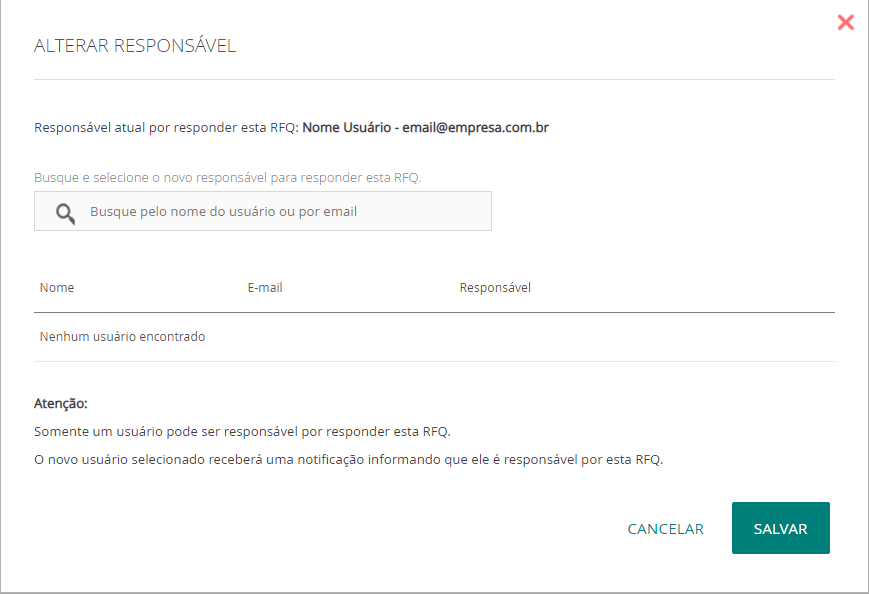 ALTERAR RESPONSÁVEL
Responsável atual por responder esta RFQ: Nome Usuário - email@empresa.com.br
Busque e selecione o novo responsável para responder esta RFQ.
Busque pelo nome do usuário ou por email
Nome E-mail Responsável
Nenhum usuário encontrado
Atenção:
Somente um usuário pode ser responsável por responder esta RFQ.
O novo usuário selecionado receberá uma notificação informando que ele é responsável por esta RFQ.
CANCELAR SALVAR